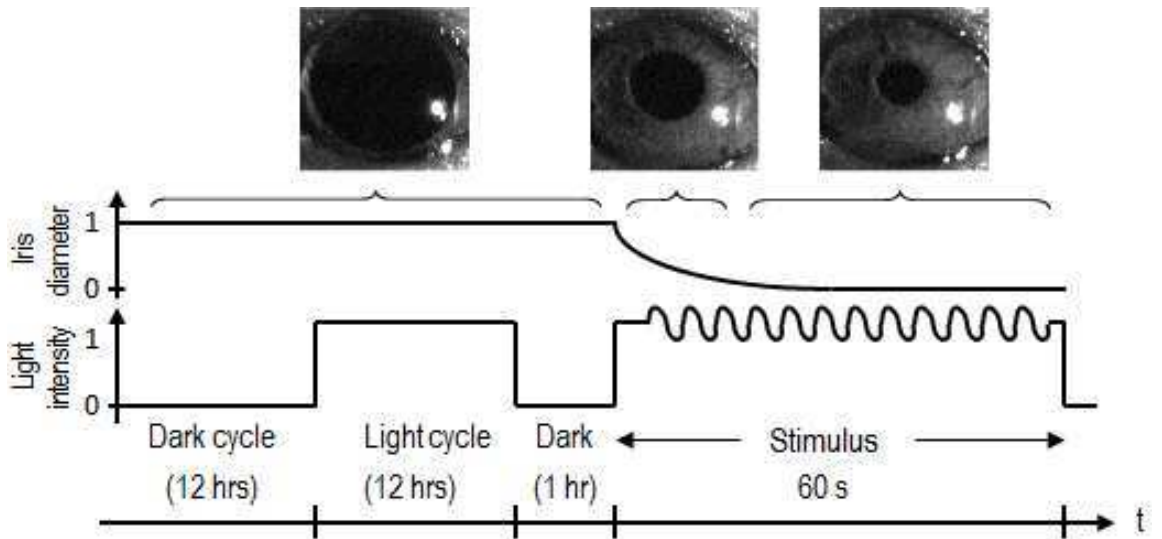 Iris
diameter
1
0
Light
intensity
1
0
Dark cycle
(12 hrs)
Light cycle
(12 hrs)
Dark
(1 hr)
Stimulus
60 s
t